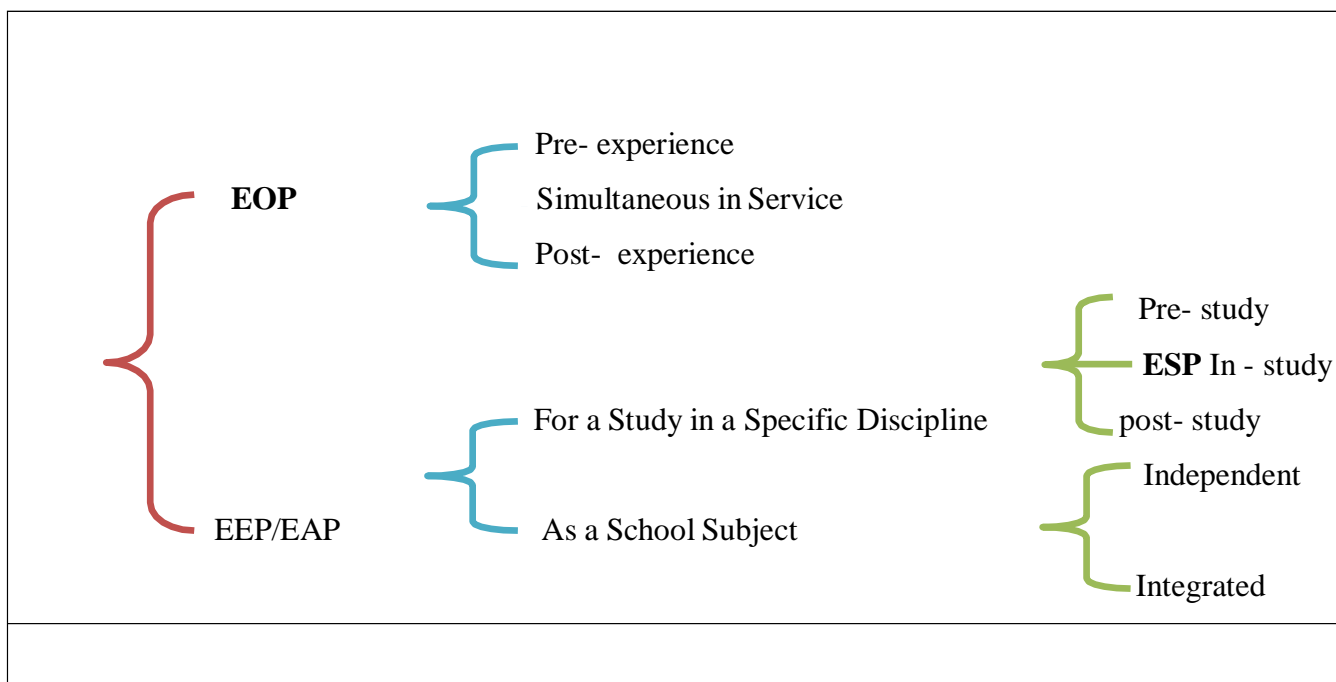 Pre- experience
EOP
Simultaneous in Service
Post- experience
Pre- study
ESP In - study
For a Study in a Specific Discipline
post- study
Independent
EEP/EAP
As a School Subject
Integrated